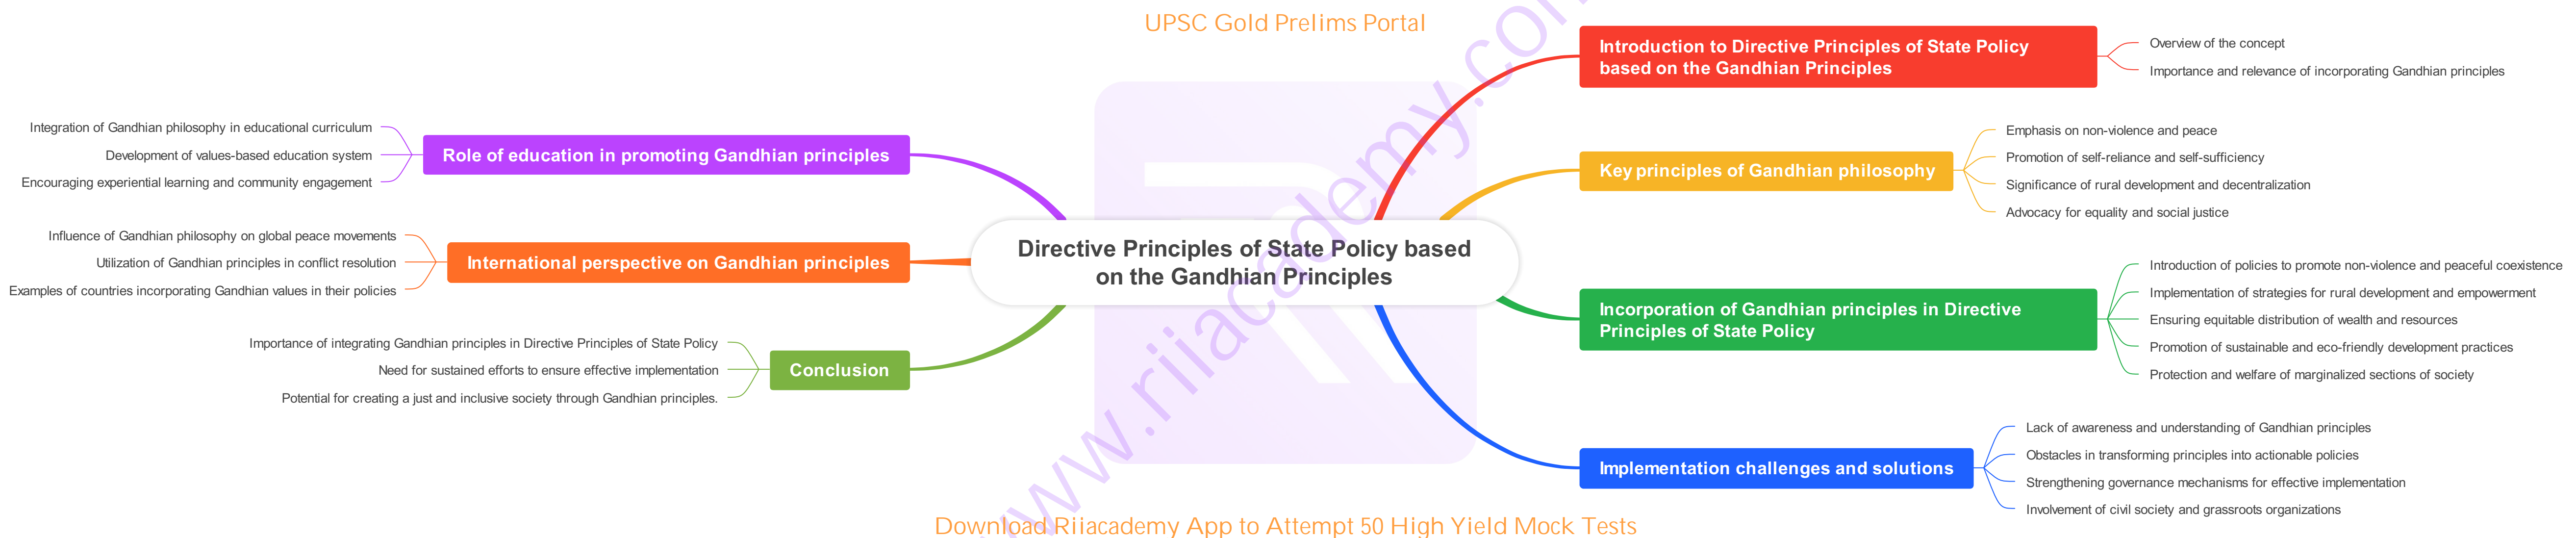 UPSC Gold Prelims Portal
Directive Principles of State Policy based
on the Gandhian Principles
Introduction to Directive Principles of State Policy
based on the Gandhian Principles
Overview of the concept
Importance and relevance of incorporating Gandhian principles
Key principles of Gandhian philosophy
Emphasis on non-violence and peace
Promotion of self-reliance and self-sufficiency
Significance of rural development and decentralization
Advocacy for equality and social justice
Incorporation of Gandhian principles in Directive
Principles of State Policy
Introduction of policies to promote non-violence and peaceful coexistence
Implementation of strategies for rural development and empowerment
Ensuring equitable distribution of wealth and resources
Promotion of sustainable and eco-friendly development practices
Protection and welfare of marginalized sections of society
Implementation challenges and solutions
Lack of awareness and understanding of Gandhian principles
Obstacles in transforming principles into actionable policies
Strengthening governance mechanisms for effective implementation
Involvement of civil society and grassroots organizations
Role of education in promoting Gandhian principles
Integration of Gandhian philosophy in educational curriculum
Development of values-based education system
Encouraging experiential learning and community engagement
International perspective on Gandhian principles
Influence of Gandhian philosophy on global peace movements
Utilization of Gandhian principles in conflict resolution
Examples of countries incorporating Gandhian values in their policies
Conclusion
Importance of integrating Gandhian principles in Directive Principles of State Policy
Need for sustained efforts to ensure effective implementation
Potential for creating a just and inclusive society through Gandhian principles.
www.riiacademy.com
Download Riiacademy App to Attempt 50 High Yield Mock Tests